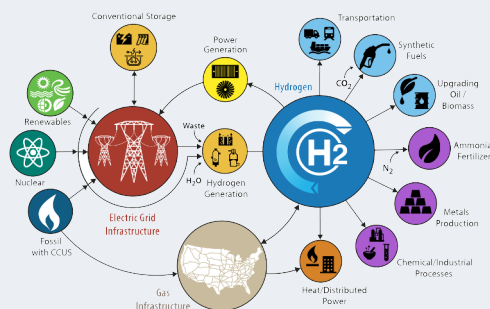 Conventional Storage
Transportation
Power
Generation
Hydrogen
Synthetic
Fuels
CO2
Renewables
Upgrading
Oil /
Biomass
Waste
H2
Nuclear
H2O
Hydrogen
Generation
N2
Ammonia/
Fertilizer
Electric Grid
Infrastructure
Fossil
with CCUS
Metals
Production
Gas
Infrastructure
Heat/Distributed
Power
Chemical/Industrial
Processes